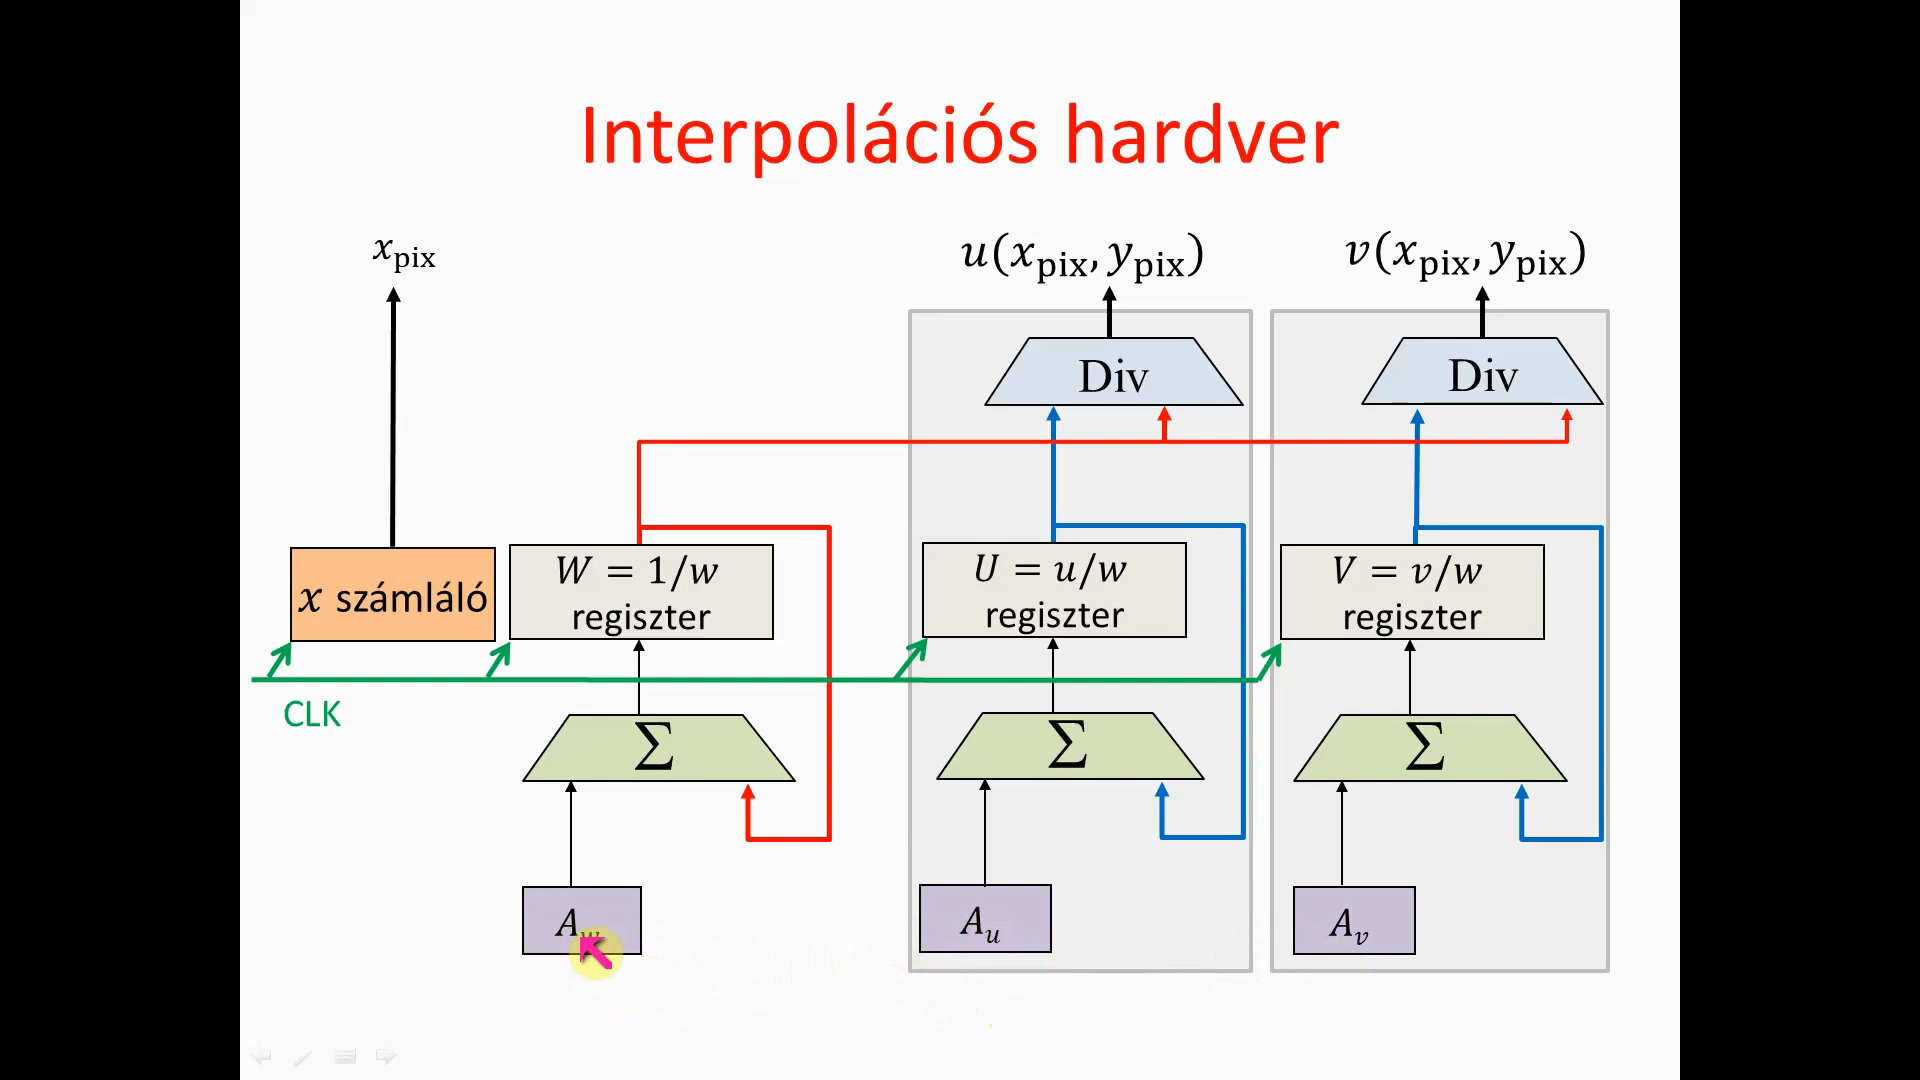 Interpolációs hardver
x_pix
u(x_pix, y_pix)
v(x_pix, y_pix)
Div
Div
x számláló
W = 1/w
regiszter
U = u/w
regiszter
V = v/w
regiszter
CLK
Σ
Σ
Σ
A_w
A_u
A_v